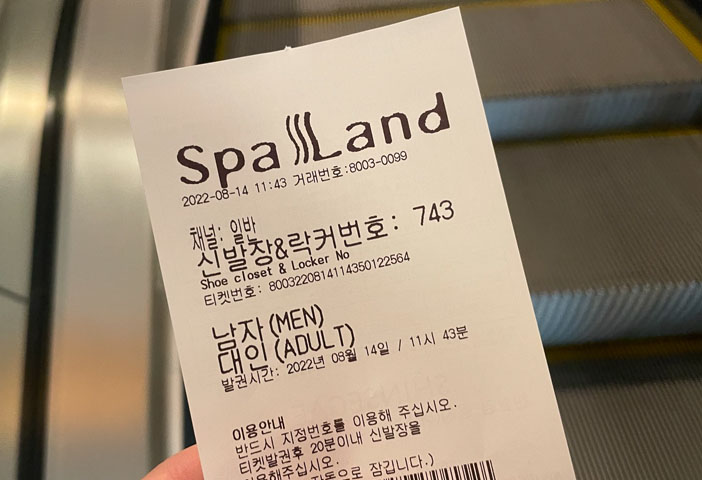 Spa Land
2022-08-14 11:43 거래번호:8003-0099
채널: 일반
신발장&락커번호: 743
Shoe closet & Locker No
티켓번호: 8003220814114350122564
남자(MEN)
대인(ADULT)
발권시간: 2022년 08월 14일 / 11시 43분
이용안내
반드시 지정번호를 이용해 주십시오.
티켓발권후 20분이내 신발장을
이용해주십시오.
자동으로 잠깁니다.)